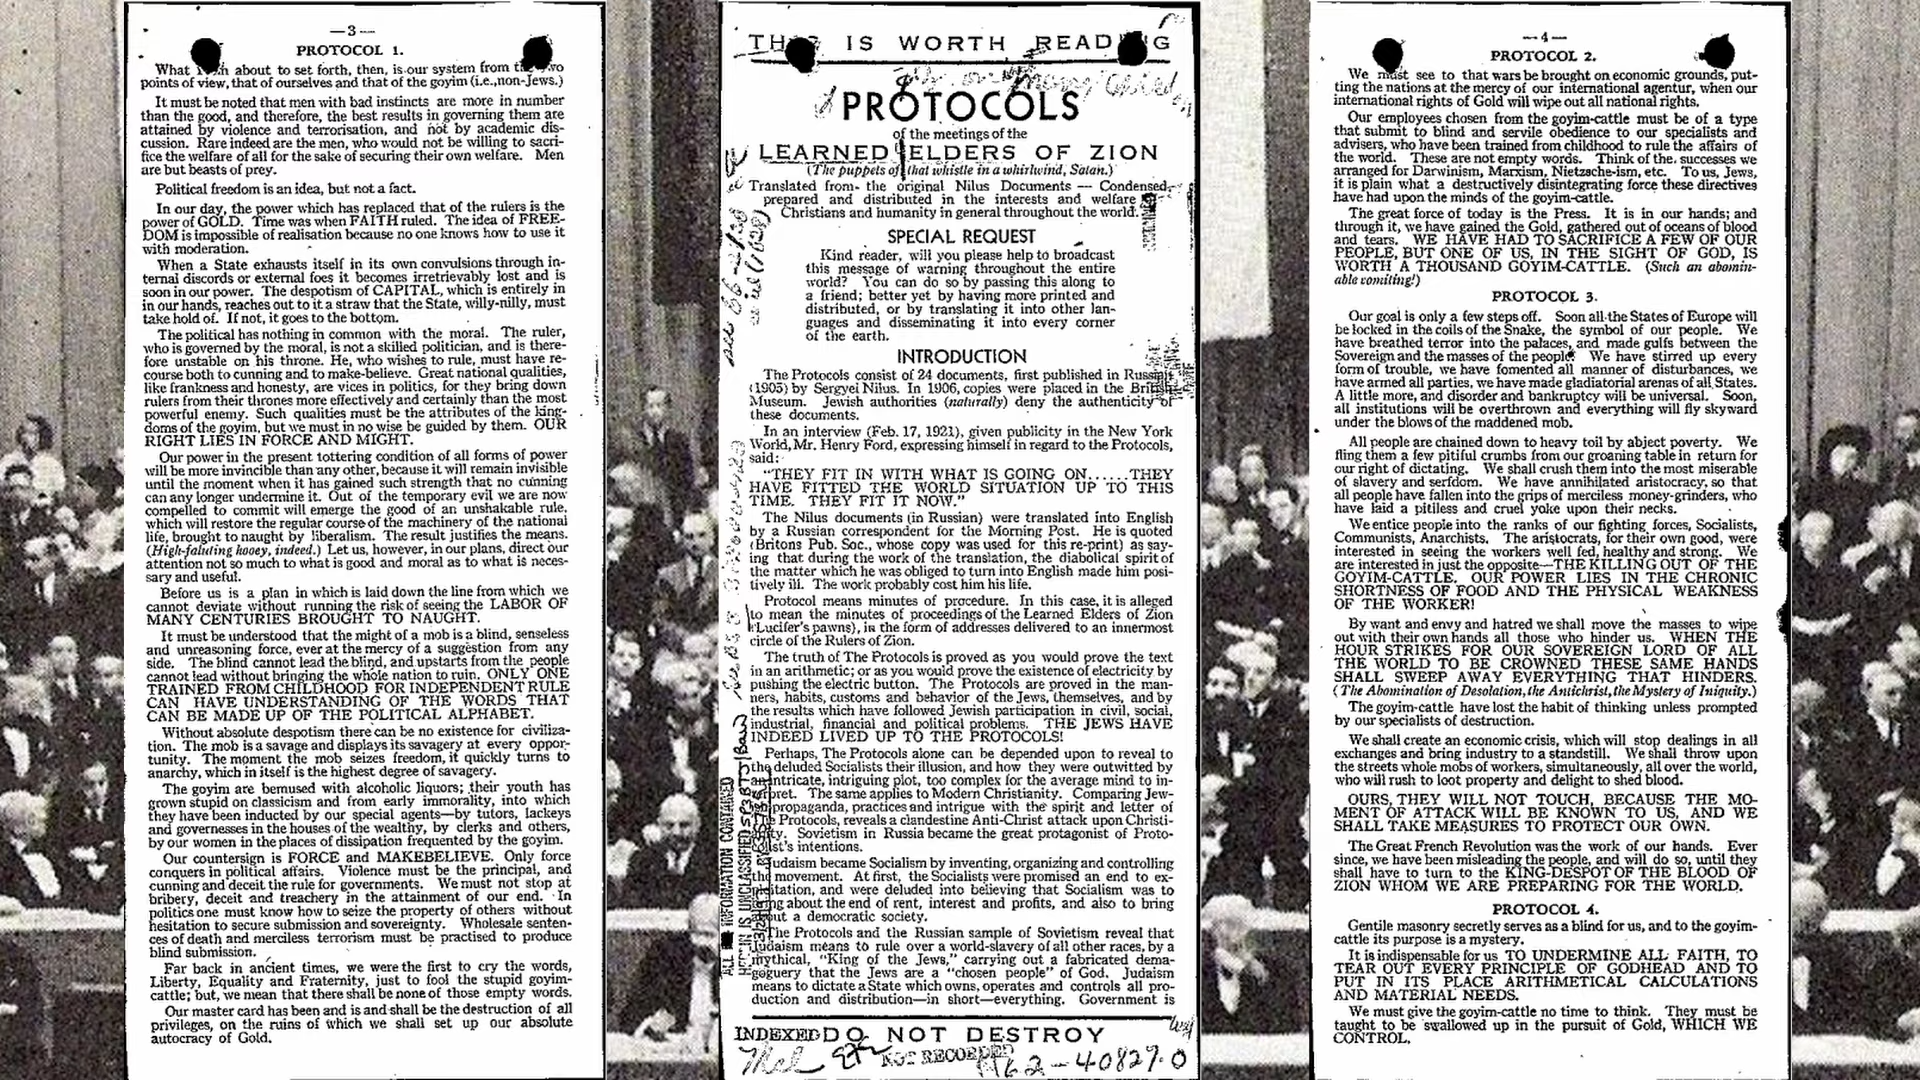 —3—
PROTOCOL 1.
What about to set forth, then, is our system from
points of view, that of ourselves and that of the goyim (i.e., non-Jews.)
It must be noted that men with bad instincts are more in number
than the good, and therefore, the best results in governing them are
attained by violence and terrorisation, and not by academic dis-
cussion. Rare indeed are the men, who would not be willing to sacri-
fice the welfare of all for the sake of securing their own welfare. Men
are but beasts of prey.
Political freedom is an idea, but not a fact.
In our day, the power which has replaced that of the rulers is the
power of GOLD. Time was when FAITH ruled. The idea of FREE-
DOM is impossible of realisation because no one knows how to use it
with moderation.
When a State exhausts itself in its own convulsions through in-
ternal discords or external foes it becomes irretrievably lost and is
soon in our power. The despotism of CAPITAL, which is entirely in
in our hands, reaches out to it a straw that the State, willy-nilly, must
take hold of. If not, it goes to the bottom.
The political has nothing in common with the moral. The ruler,
who is governed by the moral, is not a skilled politician, and is there-
fore unstable on his throne. He, who wishes to rule, must have re-
course both to cunning and to make-believe. Great national qualities,
like frankness and honesty, are vices in politics, for they bring down
rulers from their thrones more effectively and certainly than the most
powerful enemy. Such qualities must be the attributes of the king-
doms of the goyim, but we must in no wise be guided by them. OUR
RIGHT LIES IN FORCE AND MIGHT.
Our power in the present tottering condition of all forms of power
will be more invincible than any other, because it will remain invisible
until the moment when it has gained such strength that no cunning
can any longer undermine it. Out of the temporary evil we are now
compelled to commit will emerge the good of an unshakable rule,
which will restore the regular course of the machinery of the national
life, brought to naught by liberalism. The result justifies the means.
(High-faluting hooey, indeed.) Let us, however, in our plans, direct our
attention not so much to what is good and moral as to what is neces-
sary and useful.
Before us is a plan in which is laid down the line from which we
cannot deviate without running the risk of seeing the LABOR OF
MANY CENTURIES BROUGHT TO NAUGHT.
It must be understood that the might of a mob is a blind, senseless
and unreasoning force, ever at the mercy of a suggestion from any
side. The blind cannot lead the blind, and upstarts from the people
cannot lead without bringing the whole nation to ruin. ONLY ONE
TRAINED FROM CHILDHOOD FOR INDEPENDENT RULE
CAN HAVE UNDERSTANDING OF THE WORDS THAT
CAN BE MADE UP OF THE POLITICAL ALPHABET.
Without absolute despotism there can be no existence for civiliza-
tion. The mob is a savage and displays its savagery at every oppor-
tunity. The moment the mob seizes freedom, it quickly turns to
anarchy, which in itself is the highest degree of savagery.
The goyim are bemused with alcoholic liquors; their youth has
grown stupid on classicism and from early immorality, into which
they have been inducted by our special agents—by tutors, lackeys
and governesses in the houses of the wealthy, by clerks and others,
by our women in the places of dissipation frequented by the goyim.
Our countersign is FORCE and MAKEBELIEVE. Only force
conquers in political affairs. Violence must be the principal, and
cunning and deceit the rule for governments. We must not stop at
bribery, deceit and treachery in the attainment of our end. In
politics one must know how to seize the property of others without
hesitation to secure submission and sovereignty. Wholesale senten-
ces of death and merciless terrorism must be practised to produce
blind submission.
Far back in ancient times, we were the first to cry the words,
Liberty, Equality and Fraternity, just to fool the stupid goyim-
cattle; but, we mean that there shall be none of those empty words.
Our master card has been and is and shall be the destruction of all
privileges, on the ruins of which we shall set up our absolute
autocracy of Gold.
IS WORTH
PROTOCOLS
of the meetings of the
LEARNED ELDERS OF ZION
(The puppets of that whistle in a whirlwind, Satan.)
Translated from the original Nilus Documents — Condensed,
prepared and distributed in the interests and welfare
Christians and humanity in general throughout the world.
SPECIAL REQUEST
Kind reader, will you please help to broadcast
this message of warning throughout the entire
world? You can do so by passing this along to
a friend; better yet by having more printed and
distributed, or by translating it into other lan-
guages and disseminating it into every corner
of the earth.
INTRODUCTION
The Protocols consist of 24 documents, first published in Russia
(1905) by Sergyei Nilus. In 1906, copies were placed in the British
Museum. Jewish authorities (naturally) deny the authenticity of
these documents.
In an interview (Feb. 17, 1921), given publicity in the New York
World, Mr. Henry Ford, expressing himself in regard to the Protocols,
said:
"THEY FIT IN WITH WHAT IS GOING ON......THEY
HAVE FITTED THE WORLD SITUATION UP TO THIS
TIME. THEY FIT IT NOW."
The Nilus documents (in Russian) were translated into English
by a Russian correspondent for the Morning Post. He is quoted
(Britons Pub. Soc., whose copy was used for this re-print) as say-
ing that during the work of the translation, the diabolical spirit of
the matter which he was obliged to turn into English made him posi-
tively ill. The work probably cost him his life.
Protocol means minutes of procedure. In this case, it is alleged
to mean the minutes of proceedings of the Learned Elders of Zion
(Lucifer's pawns), in the form of addresses delivered to an innermost
circle of the Rulers of Zion.
The truth of The Protocols is proved as you would prove the text
in an arithmetic; or as you would prove the existence of electricity by
pushing the electric button. The Protocols are proved in the man-
ners, habits, customs and behavior of the Jews, themselves, and by
the results which have followed Jewish participation in civil, social,
industrial, financial and political problems. THE JEWS HAVE
INDEED LIVED UP TO THE PROTOCOLS!
Perhaps, The Protocols alone can be depended upon to reveal to
the deluded Socialists their illusion, and how they were outwitted by
an intricate, intriguing plot, too complex for the average mind to in-
terpret. The same applies to Modern Christianity. Comparing Jew-
ish propaganda, practices and intrigue with the spirit and letter of
The Protocols, reveals a clandestine Anti-Christ attack upon Christi-
anity. Sovietism in Russia became the great protagonist of Proto-
colist's intentions.
Judaism became Socialism by inventing, organizing and controlling
the movement. At first, the Socialists were promised an end to ex-
ploitation, and were deluded into believing that Socialism was to
bring about the end of rent, interest and profits, and also to bring
about a democratic society.
The Protocols and the Russian sample of Sovietism reveal that
Judaism means to rule over a world-slavery of all other races, by a
mythical, "King of the Jews," carrying out a fabricated dema-
goguery that the Jews are a "chosen people" of God. Judaism
means to dictate a State which owns, operates and controls all pro-
duction and distribution—in short—everything. Government is
ALL INFORMATION CONTAINED
HEREIN IS UNCLASSIFIED
INDEXED DO NOT DESTROY
NOT RECORDED
62-40827-0
—4—
PROTOCOL 2.
We must see to that wars be brought on economic grounds, put-
ting the nations at the mercy of our international agentur, when our
international rights of Gold will wipe out all national rights.
Our employees chosen from the goyim-cattle must be of a type
that submit to blind and servile obedience to our specialists and
advisers, who have been trained from childhood to rule the affairs of
the world. These are not empty words. Think of the successes we
arranged for Darwinism, Marxism, Nietzsche-ism, etc. To us, Jews,
it is plain what a destructively disintegrating force these directives
have had upon the minds of the goyim-cattle.
The great force of today is the Press. It is in our hands; and
through it, we have gained the Gold, gathered out of oceans of blood
and tears. WE HAVE HAD TO SACRIFICE A FEW OF OUR
PEOPLE, BUT ONE OF US, IN THE SIGHT OF GOD, IS
WORTH A THOUSAND GOYIM-CATTLE. (Such an abomin-
able vomiting!)
PROTOCOL 3.
Our goal is only a few steps off. Soon all the States of Europe will
be locked in the coils of the Snake, the symbol of our people. We
have breathed terror into the palaces, and made gulfs between the
Sovereign and the masses of the people. We have stirred up every
form of trouble, we have fomented all manner of disturbances, we
have armed all parties, we have made gladiatorial arenas of all States.
A little more, and disorder and bankruptcy will be universal. Soon,
all institutions will be overthrown and everything will fly skyward
under the blows of the maddened mob.
All people are chained down to heavy toil by abject poverty. We
fling them a few pitiful crumbs from our groaning table in return for
our right of dictating. We shall crush them into the most miserable
of slavery and serfdom. We have annihilated aristocracy, so that
all people have fallen into the grips of merciless money-grinders, who
have laid a pitiless and cruel yoke upon their necks.
We entice people into the ranks of our fighting forces, Socialists,
Communists, Anarchists. The aristocrats, for their own good, were
interested in seeing the workers well fed, healthy and strong. We
are interested in just the opposite—THE KILLING OUT OF THE
GOYIM-CATTLE. OUR POWER LIES IN THE CHRONIC
SHORTNESS OF FOOD AND THE PHYSICAL WEAKNESS
OF THE WORKER!
By want and envy and hatred we shall move the masses to wipe
out with their own hands all those who hinder us. WHEN THE
HOUR STRIKES FOR OUR SOVEREIGN LORD OF ALL
THE WORLD TO BE CROWNED THESE SAME HANDS
SHALL SWEEP AWAY EVERYTHING THAT HINDERS.
(The Abomination of Desolation, the Antichrist, the Mystery of Iniquity.)
The goyim-cattle have lost the habit of thinking unless prompted
by our specialists of destruction.
We shall create an economic crisis, which will stop dealings in all
exchanges and bring industry to a standstill. We shall throw upon
the streets whole mobs of workers, simultaneously, all over the world,
who will rush to loot property and delight to shed blood.
OURS, THEY WILL NOT TOUCH, BECAUSE THE MO-
MENT OF ATTACK WILL BE KNOWN TO US, AND WE
SHALL TAKE MEASURES TO PROTECT OUR OWN.
The Great French Revolution was the work of our hands. Ever
since, we have been misleading the people, and will do so, until they
shall have to turn to the KING-DESPOT OF THE BLOOD OF
ZION WHOM WE ARE PREPARING FOR THE WORLD.
PROTOCOL 4.
Gentile masonry secretly serves as a blind for us, and to the goyim-
cattle its purpose is a mystery.
It is indispensable for us TO UNDERMINE ALL FAITH, TO
TEAR OUT EVERY PRINCIPLE OF GODHEAD AND TO
PUT IN ITS PLACE ARITHMETICAL CALCULATIONS
AND MATERIAL NEEDS.
We must give the goyim-cattle no time to think. They must be
taught to be swallowed up in the pursuit of Gold, WHICH WE
CONTROL.